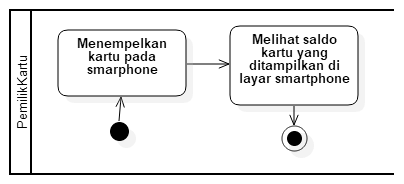 PemilikKartu
Menempelkan
kartu pada
smarphone
Melihat saldo
kartu yang
ditampilkan di
layar smartphone